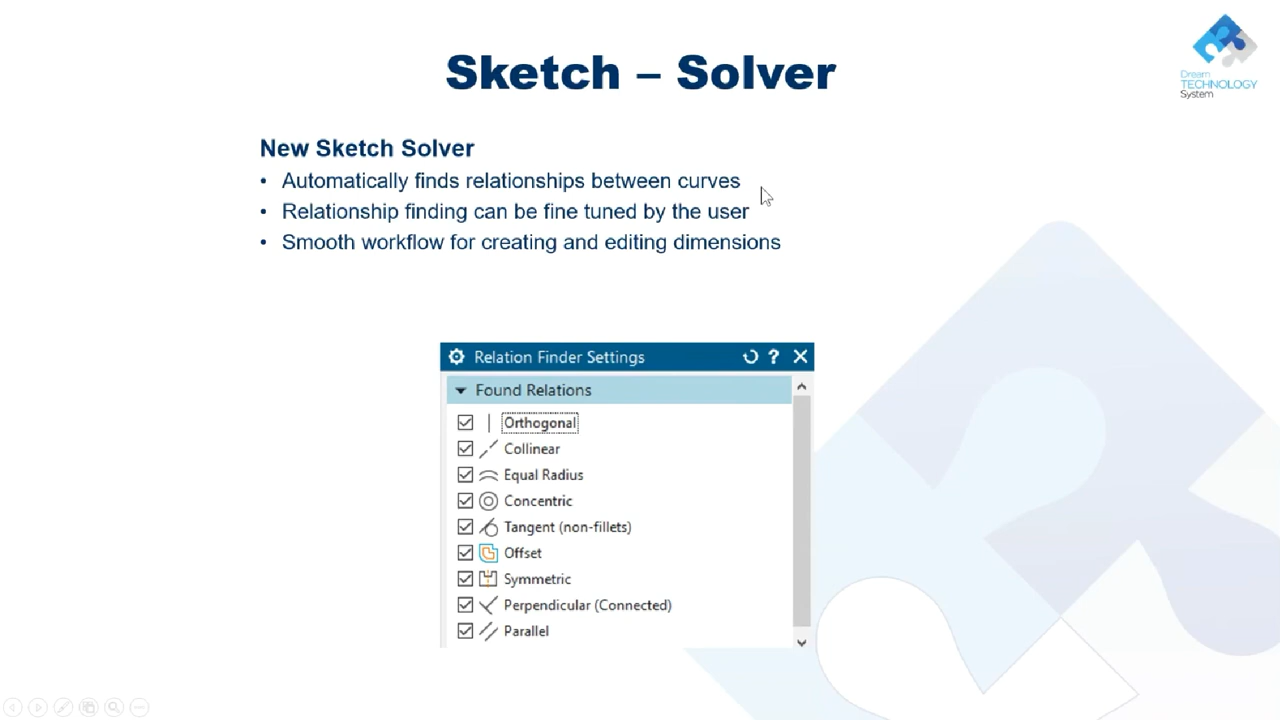 Sketch – Solver
Dream
TECHNOLOGY
System
New Sketch Solver
• Automatically finds relationships between curves
• Relationship finding can be fine tuned by the user
• Smooth workflow for creating and editing dimensions
Relation Finder Settings
Found Relations
Orthogonal
Collinear
Equal Radius
Concentric
Tangent (non-fillets)
Offset
Symmetric
Perpendicular (Connected)
Parallel